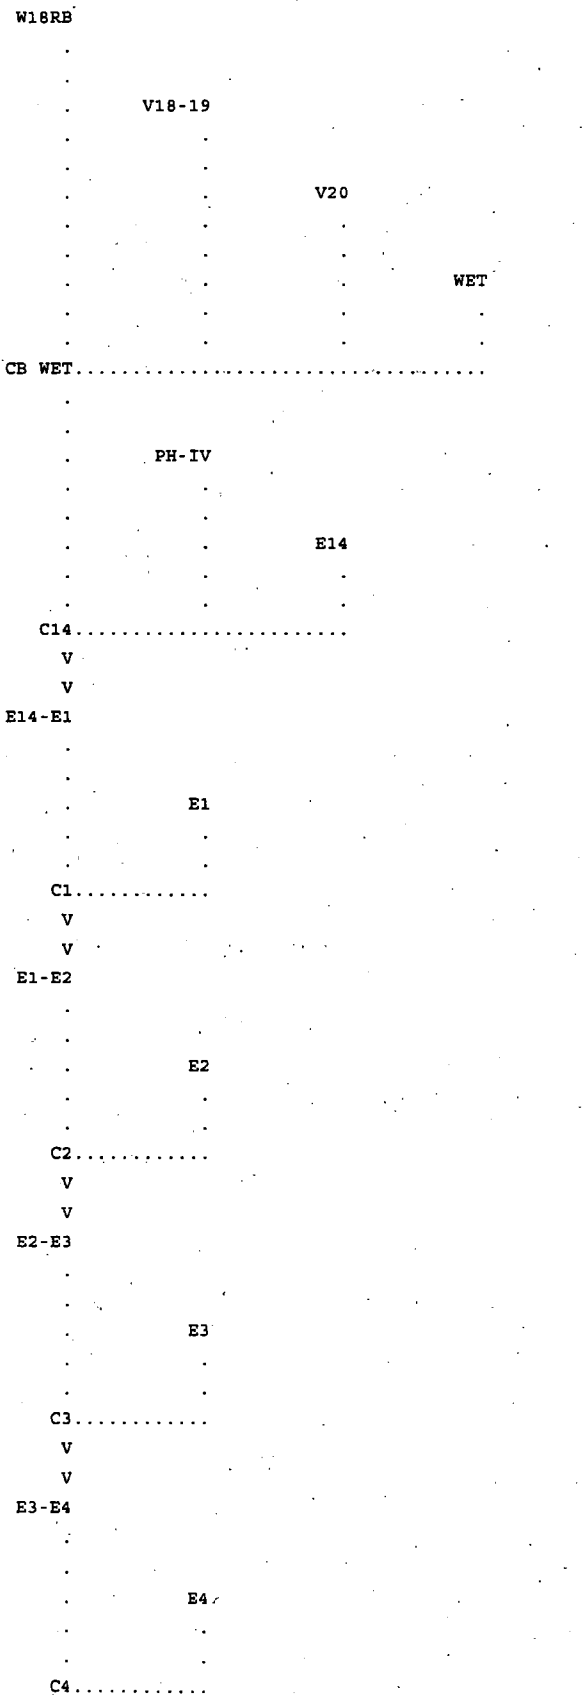 W18RB
.
.
. V18-19
. .
. .
. . V20
. . .
. . .
. . . WET
. . . .
. . . .
CB WET....................................
.
.
. PH-IV
. .
. .
. . E14
. . .
. . .
C14........................
V
V
E14-E1
.
.
. E1
. .
. .
C1............
V
V
E1-E2
.
.
. E2
. .
. .
C2............
V
V
E2-E3
.
.
. E3
. .
. .
C3............
V
V
E3-E4
.
.
. E4
. .
. .
C4............